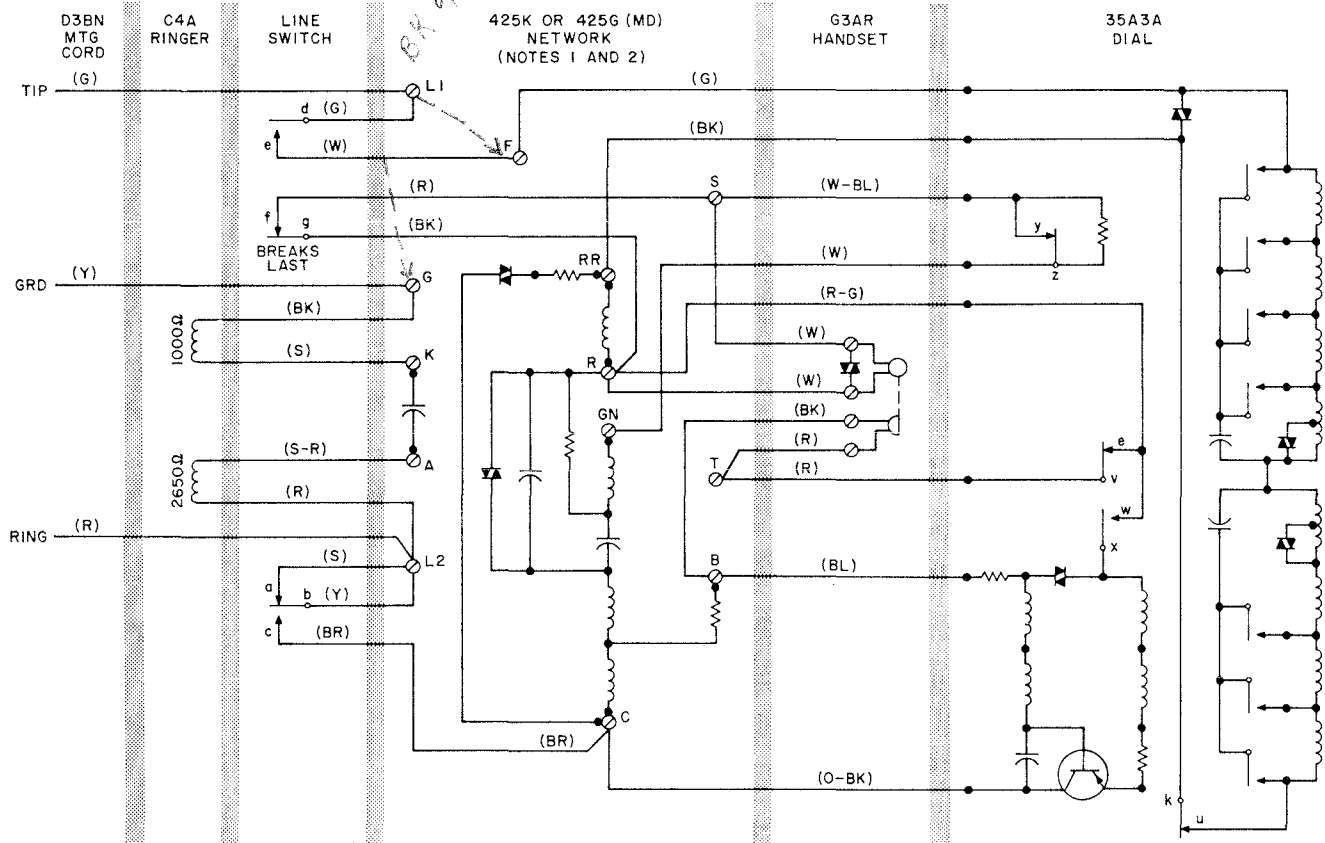 D3BN
MTG
CORD
C4A
RINGER
LINE
SWITCH
425K OR 425G (MD)
NETWORK
(NOTES 1 AND 2)
G3AR
HANDSET
35A3A
DIAL
BK
TIP
(G)
L1
(G)
d (G)
e
(W)
F
(BK)
(R)
S
(W-BL)
f
g
(BK)
BREAKS
LAST
y
z
(W)
GRD
(Y)
G
RR
(R-G)
(BK)
1000Ω
(S)
K
(W)
R
(W)
GN
(BK)
(R)
(S-R)
A
T
(R)
e
v
2650Ω
(R)
w
RING
(R)
x
(S)
L2
B
(BL)
a
b (Y)
c
(BR)
C
(BR)
(O-BK)
k
u